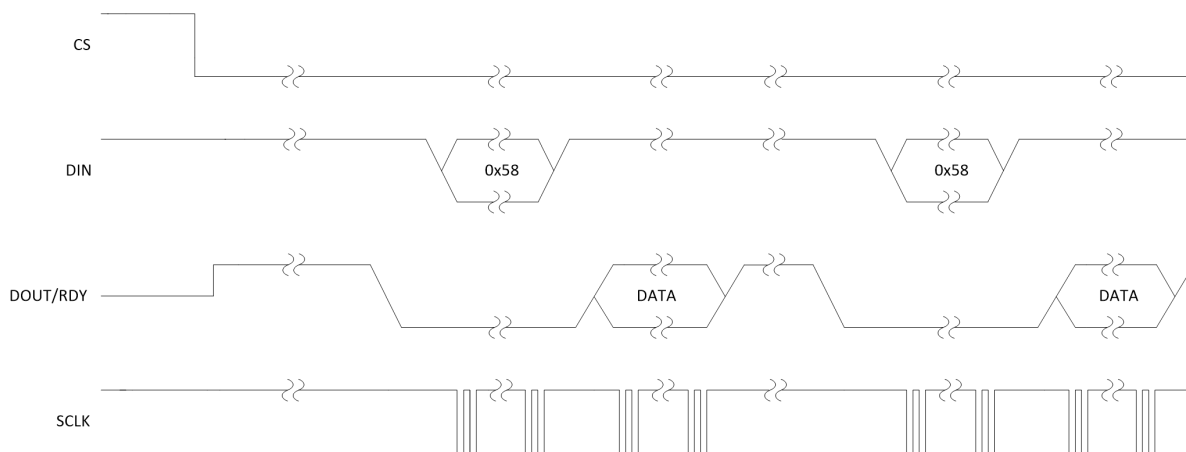 CS
DIN
0x58
0x58
DOUT/RDY
DATA
DATA
SCLK